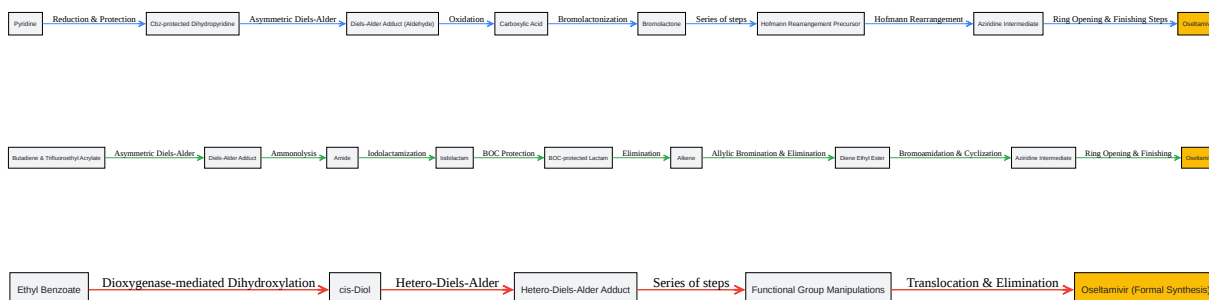 Pyridine Reduction & Protection Cbz-protected Dihydropyridine Asymmetric Diels-Alder Diels-Alder Adduct (Aldehyde) Oxidation Carboxylic Acid Bromolactonization Bromolactone Series of steps Hofmann Rearrangement Precursor Hofmann Rearrangement Aziridine Intermediate Ring Opening & Finishing Steps
Butadiene & Trifluoroethyl Acrylate Asymmetric Diels-Alder Diels-Alder Adduct Ammonolysis Amide Iodolactamization Iodolactam BOC Protection BOC-protected Lactam Elimination Alkene Allylic Bromination & Elimination Diene Ethyl Ester Bromoamidation & Cyclization Aziridine Intermediate Ring Opening & Finishing
Ethyl Benzoate Dioxygenase-mediated Dihydroxylation cis-Diol Hetero-Diels-Alder Hetero-Diels-Alder Adduct Series of steps Functional Group Manipulations Translocation & Elimination Oseltamivir (Formal Synthesis)